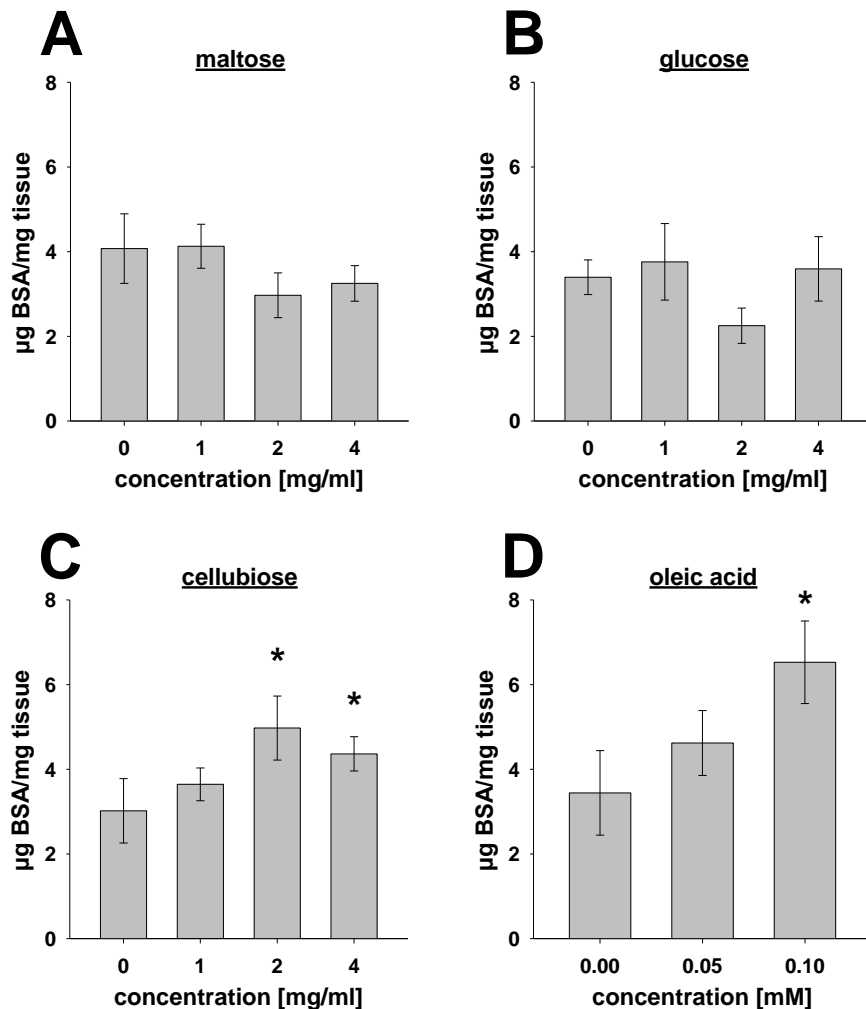 A
maltose
8
6
4
2
0
µg BSA/mg tissue
0 1 2 4
concentration [mg/ml]
B
glucose
8
6
4
2
0
µg BSA/mg tissue
0 1 2 4
concentration [mg/ml]
C
cellubiose
8
6
4
2
0
µg BSA/mg tissue
* *
0 1 2 4
concentration [mg/ml]
D
oleic acid
8
6
4
2
0
µg BSA/mg tissue
*
0.00 0.05 0.10
concentration [mM]